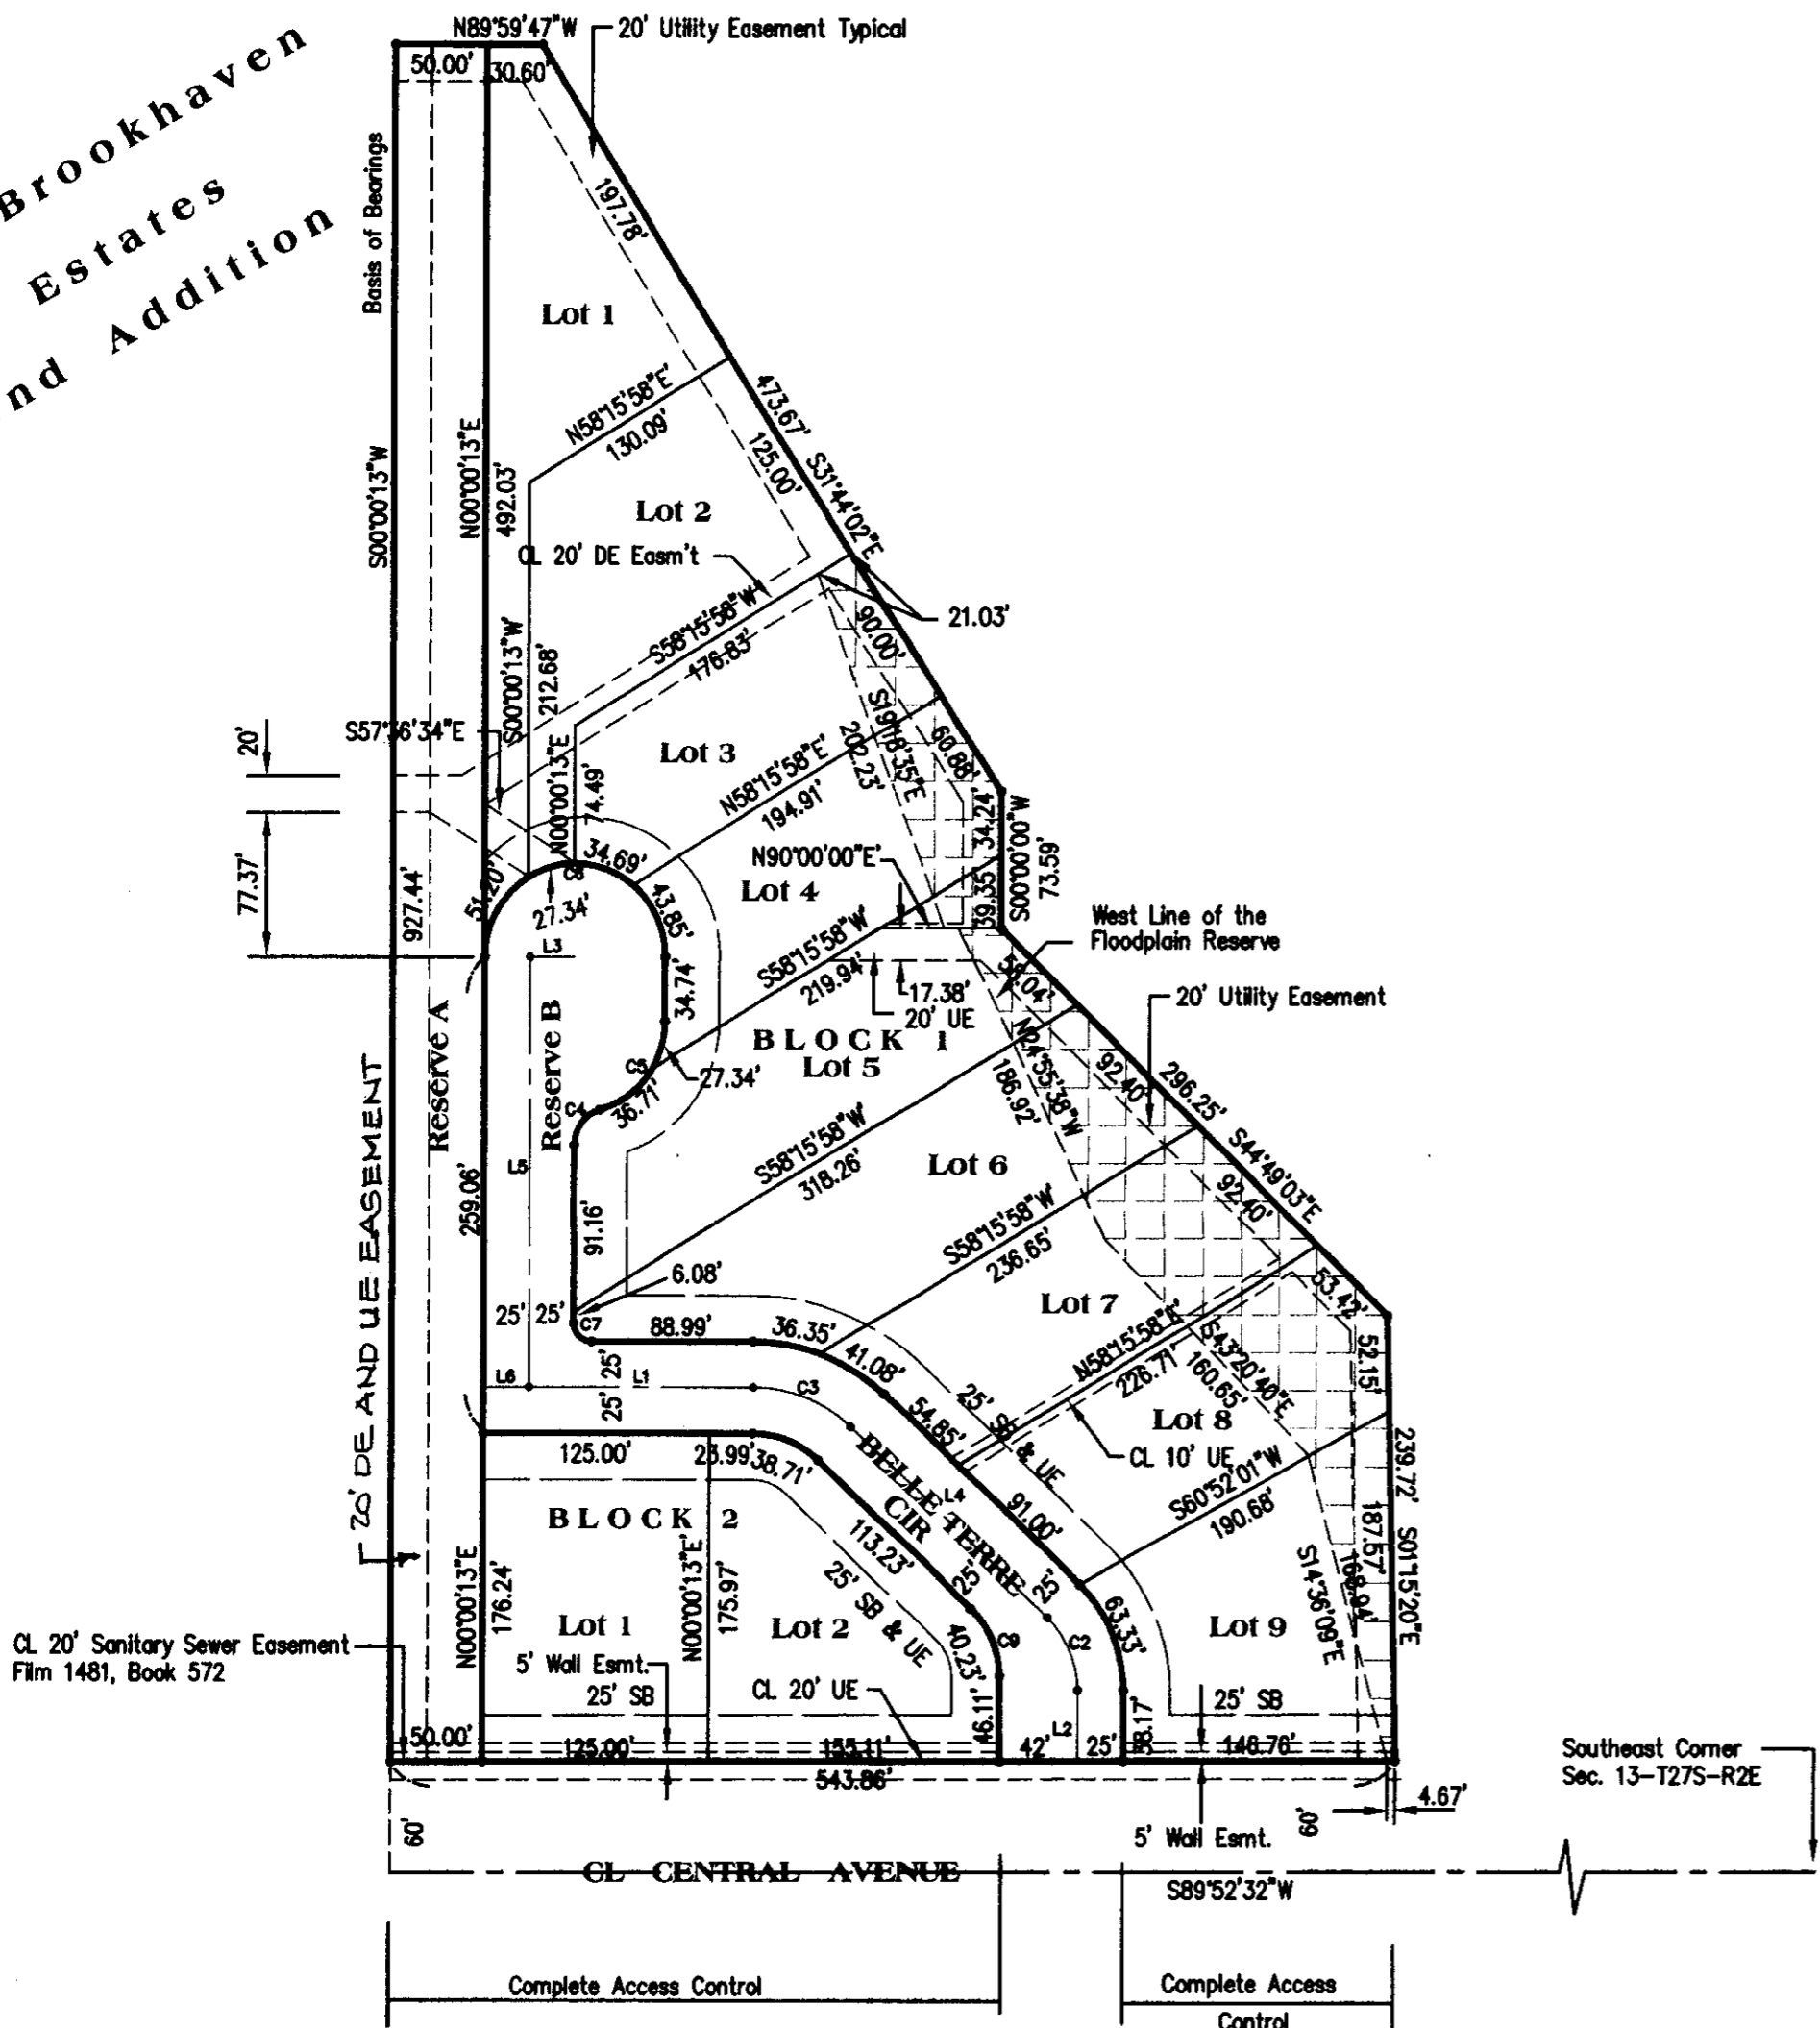 N89°59'47"W
20' Utility Easement Typical
Brookhaven
Estates
nd Addition
50.00'
30.60'
Basis of Bearings
197.78'
Lot 1
N58°15'58"E
130.09'
473.67'
S31°44'02"E
125.00'
S00°00'13"W
N00°00'13"E
492.03'
Lot 2
CL 20' DE Easm't
21.03'
S58°15'58"W
176.83'
90.00'
S00°00'13"W
212.68'
20'
Lot 3
N00°00'13"E
74.49'
S19°18'35"E
202.23'
60.88'
N58°15'58"E
194.91'
34.24'
S00°00'00"W
73.59'
39.35'
77.37'
927.44'
51.20'
34.69'
C6
27.34'
43.85'
N90°00'00"E
Lot 4
West Line of the
Floodplain Reserve
L3
S58°15'58"W
219.94'
17.38'
20' UE
58.04'
20' Utility Easement
34.74'
Reserve A
Reserve B
BLOCK 1
Lot 5
N24°55'38"W
186.92'
92.40'
296.25'
S44°49'03"E
C5
27.34'
36.71'
C4
20' DE AND UE EASEMENT
S58°15'58"W
318.26'
Lot 6
92.40'
L5
259.06'
91.16'
S58°15'58"W
236.65'
6.08'
Lot 7
53.42'
25'
25'
C7
88.99'
36.35'
41.08'
N58°15'58"E
226.71'
S43°20'40"E
160.65'
52.15'
25'
L6
L1
C3
25'
54.85'
25' SB & UE
Lot 8
CL 10' UE
125.00'
23.99'
38.71'
BELLE TERRE
CIR
L4
91.00'
S60°52'01"W
190.68'
239.72'
S01°15'20"E
187.57'
BLOCK 2
113.23'
25'
25'
N00°00'13"E
176.24'
N00°00'13"E
175.97'
25' SB & UE
S14°36'09"E
168.94'
Lot 1
Lot 2
40.23'
C9
C2
63.33'
Lot 9
CL 20' Sanitary Sewer Easement
Film 1481, Book 572
5' Wall Esmt.
25' SB
CL 20' UE
46.11'
L2
38.17'
25' SB
50.00'
125.00'
155.11'
42'
25'
146.76'
543.86'
Southeast Corner
Sec. 13-T27S-R2E
4.67'
60'
5' Wall Esmt.
60'
CL CENTRAL AVENUE
S89°52'32"W
Complete Access Control
Complete Access
Control